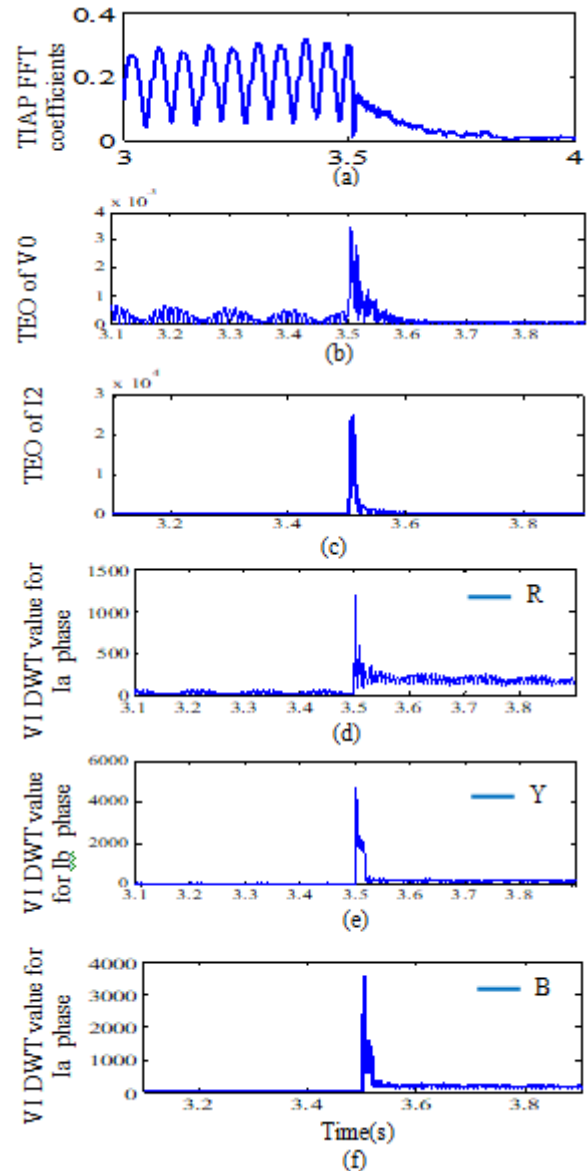 TIAP FFT
coefficients
0.4
0.2
0
3
3.5
4
(a)
TEO of V0
x 10⁻³
4
3
2
1
0
3.1 3.2 3.3 3.4 3.5 3.6 3.7 3.8
(b)
TEO of I2
x 10⁴
3
2
1
0
3.2 3.4 3.6 3.8
(c)
VI DWT value for
Ia phase
1500
1000
500
0
R
3.1 3.2 3.3 3.4 3.5 3.6 3.7 3.8
(d)
VI DWT value
for Ib phase
6000
4000
2000
0
Y
3.1 3.2 3.3 3.4 3.5 3.6 3.7 3.8
(e)
VI DWT value for
Ia phase
4000
3000
2000
1000
0
B
3.2 3.4 3.6 3.8
Time(s)
(f)